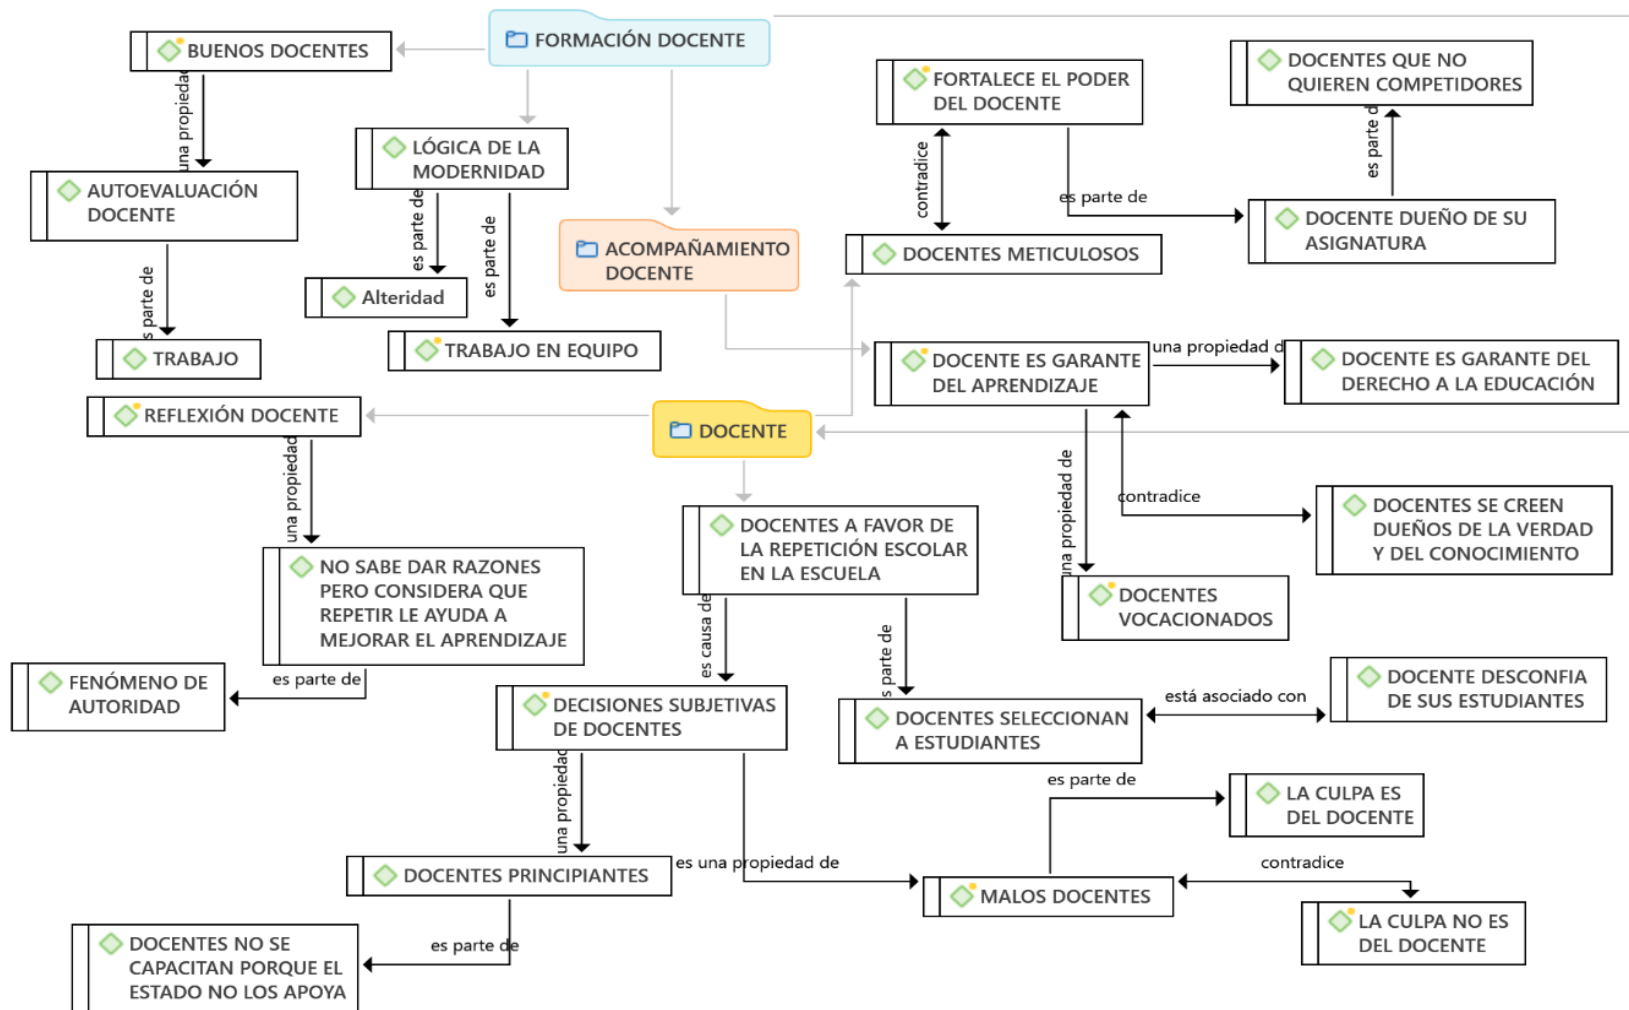 FORMACIÓN DOCENTE
BUENOS DOCENTES
una propiedad
AUTOEVALUACIÓN
DOCENTE
s parte de
TRABAJO
LÓGICA DE LA
MODERNIDAD
es parte de
es parte de
Alteridad
TRABAJO EN EQUIPO
ACOMPAÑAMIENTO
DOCENTE
FORTALECE EL PODER
DEL DOCENTE
contradice
DOCENTES METICULOSOS
es parte de
DOCENTES QUE NO
QUIEREN COMPETIDORES
es parte d
DOCENTE DUEÑO DE SU
ASIGNATURA
DOCENTE ES GARANTE
DEL APRENDIZAJE
una propiedad d
DOCENTE ES GARANTE DEL
DERECHO A LA EDUCACIÓN
REFLEXIÓN DOCENTE
DOCENTE
una propiedad
una propiedad de
contradice
DOCENTES SE CREEN
DUEÑOS DE LA VERDAD
Y DEL CONOCIMIENTO
DOCENTES
VOCACIONADOS
DOCENTES A FAVOR DE
LA REPETICIÓN ESCOLAR
EN LA ESCUELA
NO SABE DAR RAZONES
PERO CONSIDERA QUE
REPETIR LE AYUDA A
MEJORAR EL APRENDIZAJE
es parte de
FENÓMENO DE
AUTORIDAD
es causa de
s parte de
DECISIONES SUBJETIVAS
DE DOCENTES
DOCENTES SELECCIONAN
A ESTUDIANTES
está asociado con
DOCENTE DESCONFIA
DE SUS ESTUDIANTES
una propiedad
DOCENTES PRINCIPIANTES
es una propiedad de
MALOS DOCENTES
es parte de
LA CULPA ES
DEL DOCENTE
contradice
LA CULPA NO ES
DEL DOCENTE
es parte de
DOCENTES NO SE
CAPACITAN PORQUE EL
ESTADO NO LOS APOYA